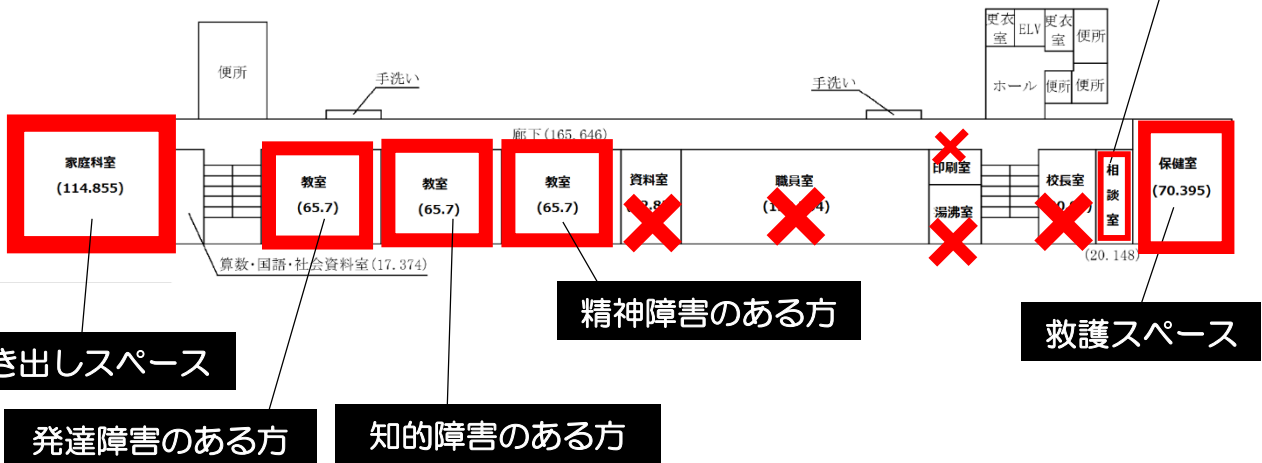 更衣室
ELV
更衣室
便所
便所
手洗い
手洗い
ホール
便所
便所
廊下(165.646)
家庭科室
(114.855)
教室
(65.7)
教室
(65.7)
教室
(65.7)
資料室
職員室
印刷室
湯沸室
校長室
相談室
保健室
(70.395)
算数・国語・社会資料室(17.374)
(20.148)
精神障害のある方
救護スペース
き出しスペース
発達障害のある方
知的障害のある方